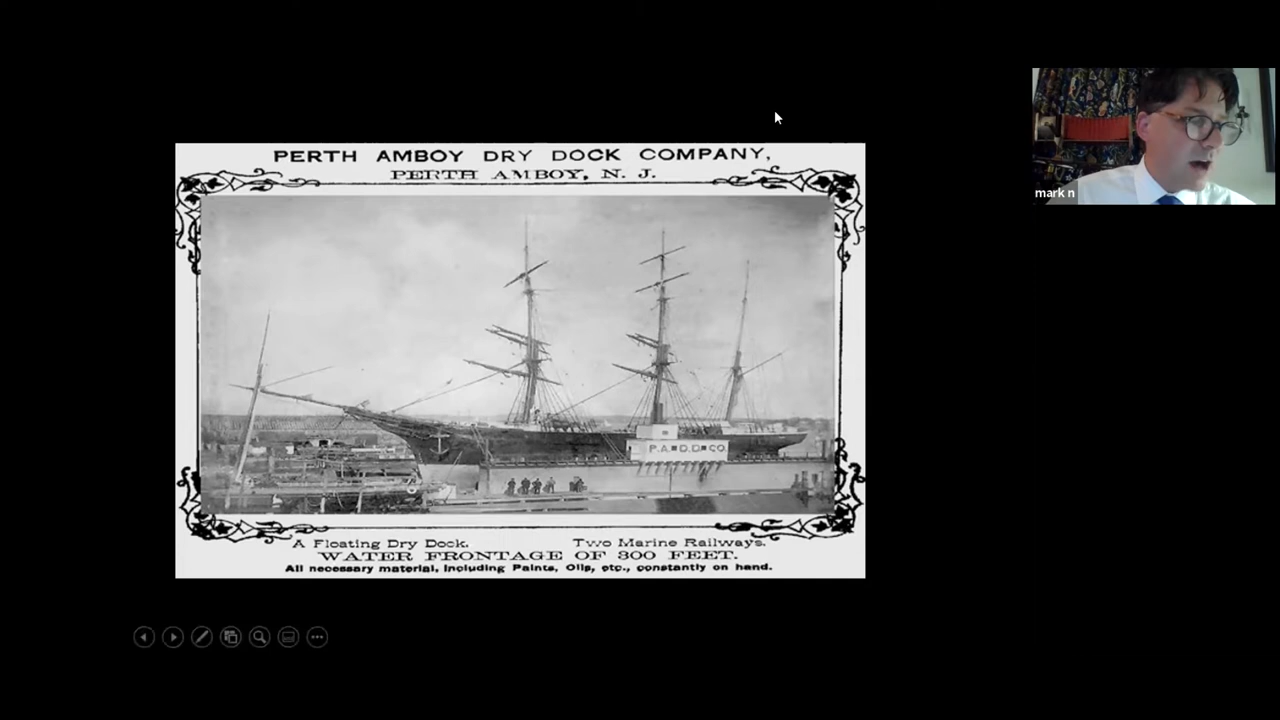 PERTH AMBOY DRY DOCK COMPANY,
PERTH AMBOY, N. J.
P.A.D.D.CO.
A Floating Dry Dock. Two Marine Railways.
WATER FRONTAGE OF 300 FEET.
All necessary material, including Paints, Oils, etc., constantly on hand.
mark n